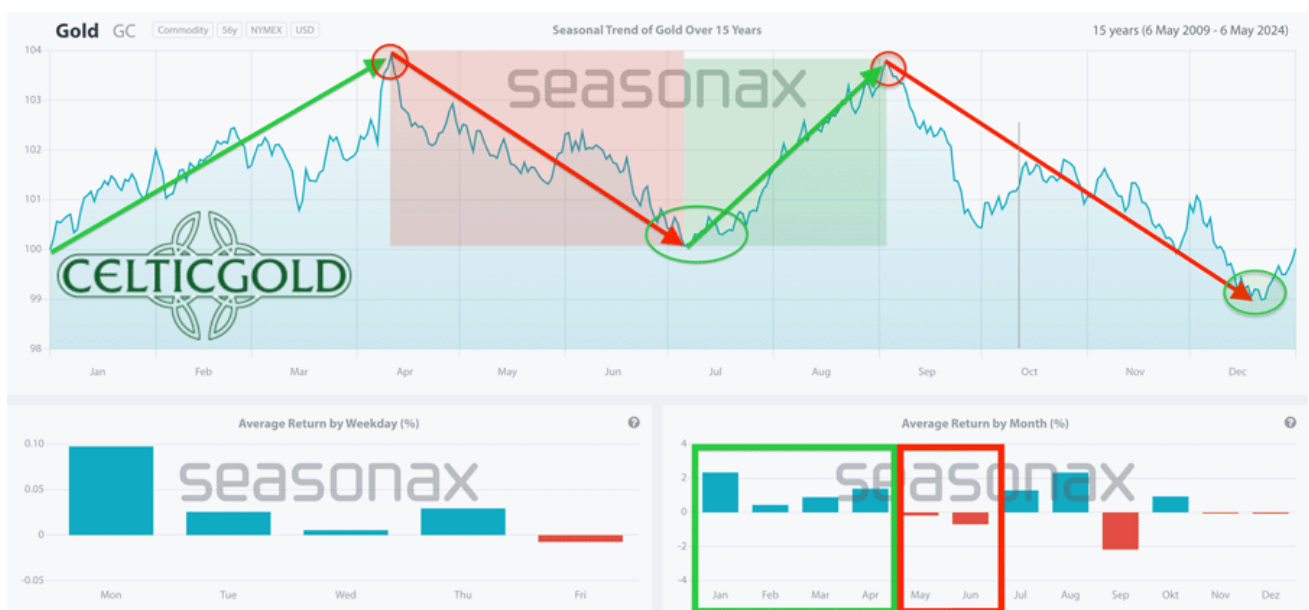 Gold GC Commodity 56y NYMEX USD Seasonal Trend of Gold Over 15 Years 15 years (6 May 2009 - 6 May 2024)
104
seasonax
103
102
101
100
CELTICGOLD
99
98
Jan Feb Mar Apr May Jun Jul Aug Sep Oct Nov Dec
Average Return by Weekday (%) ?
0.10
seasonax
0.05
0
-0.05
Mon Tue Wed Thu Fri
Average Return by Month (%) ?
4
seasonax
2
0
-2
-4
Jan Feb Mar Apr May Jun Jul Aug Sep Okt Nov Dez